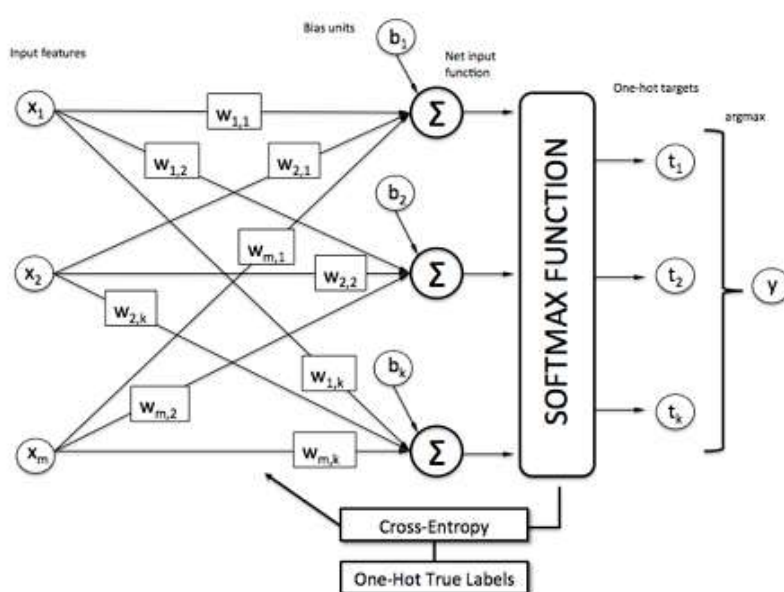 Bias units
b1
Input features
Net input
function
One-hot targets
argmax
x1
w1,1
Σ
t1
w1,2
w2,1
b2
wm,1
x2
w2,2
Σ
t2
y
w2,k
SOFTMAX FUNCTION
bk
w1,k
wm,2
tk
xm
wm,k
Σ
Cross-Entropy
One-Hot True Labels